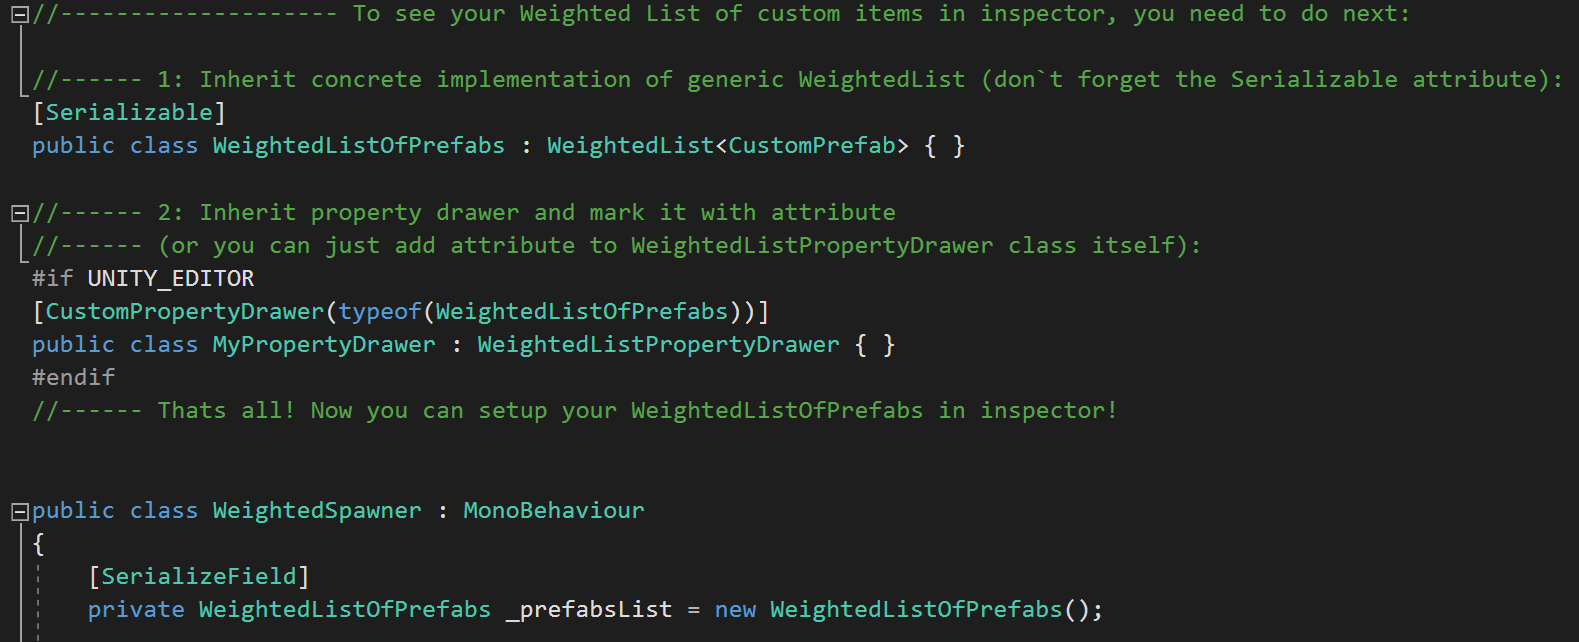 //-------------------- To see your Weighted List of custom items in inspector, you need to do next:
//------ 1: Inherit concrete implementation of generic WeightedList (don`t forget the Serializable attribute):
[Serializable]
public class WeightedListOfPrefabs : WeightedList<CustomPrefab> { }
//------ 2: Inherit property drawer and mark it with attribute
//------ (or you can just add attribute to WeightedListPropertyDrawer class itself):
#if UNITY_EDITOR
[CustomPropertyDrawer(typeof(WeightedListOfPrefabs))]
public class MyPropertyDrawer : WeightedListPropertyDrawer { }
#endif
//------ Thats all! Now you can setup your WeightedListOfPrefabs in inspector!
public class WeightedSpawner : MonoBehaviour
{
[SerializeField]
private WeightedListOfPrefabs _prefabsList = new WeightedListOfPrefabs();